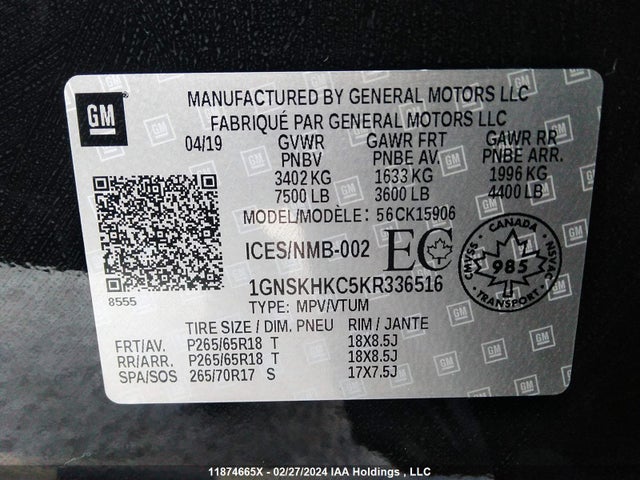 GM
MANUFACTURED BY GENERAL MOTORS LLC
FABRIQUÉ PAR GENERAL MOTORS LLC
04/19 GVWR GAWR FRT GAWR RR
PNBV PNBE AV. PNBE ARR.
3402 KG 1633 KG 1996 KG
7500 LB 3600 LB 4400 LB
MODEL/MODELE: 56CK15906
ICES/NMB-002 EC
CANADA
985
TRANSPORT
CMVSS
NSVAC
1GNSKHKC5KR336516
8555
TYPE: MPV/VTUM
TIRE SIZE / DIM. PNEU RIM / JANTE
FRT/AV. P265/65R18 T 18X8.5J
RR/ARR. P265/65R18 T 18X8.5J
SPA/SOS 265/70R17 S 17X7.5J
11874665X - 02/27/2024 IAA Holdings , LLC